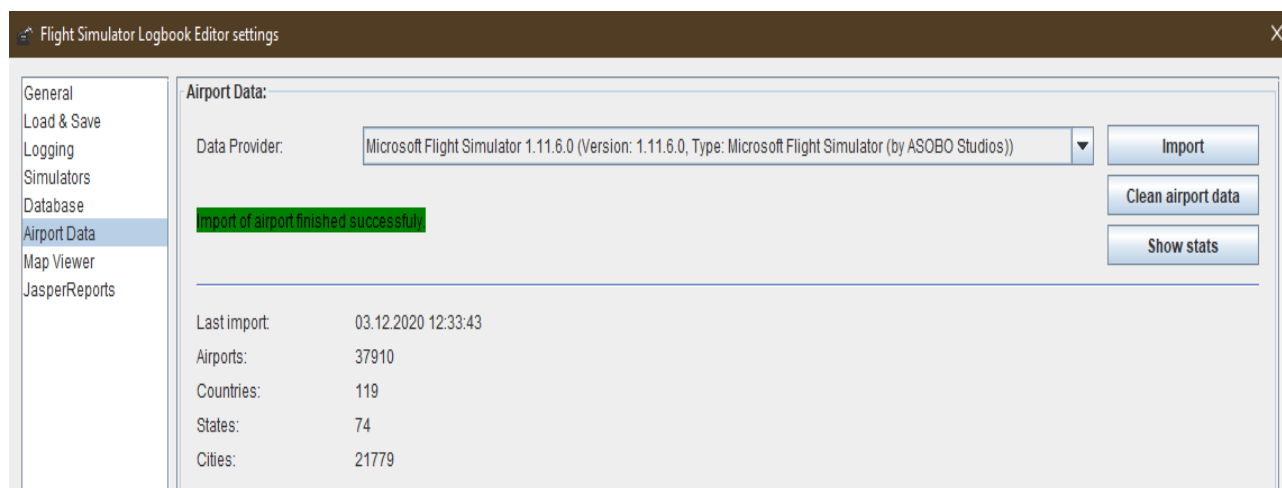 Flight Simulator Logbook Editor settings
X
General
Load & Save
Logging
Simulators
Database
Airport Data
Map Viewer
JasperReports
Airport Data:
Data Provider:
Microsoft Flight Simulator 1.11.6.0 (Version: 1.11.6.0, Type: Microsoft Flight Simulator (by ASOBO Studios))
Import
Clean airport data
Show stats
Import of airport finished successfuly.
Last import: 03.12.2020 12:33:43
Airports: 37910
Countries: 119
States: 74
Cities: 21779